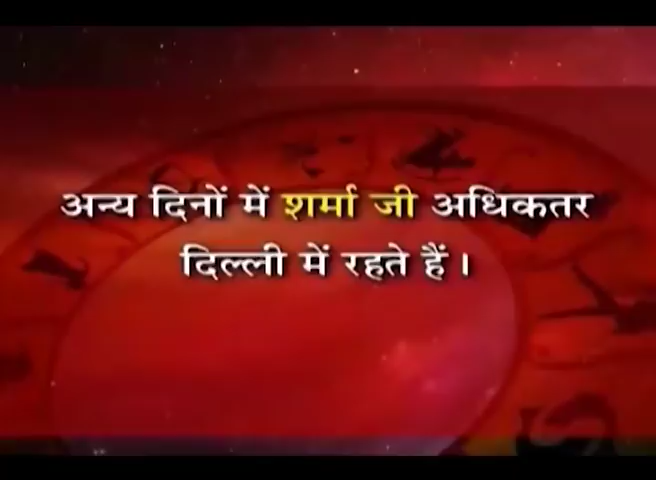 अन्य दिनों में शर्मा जी अधिकतर
दिल्ली में रहते हैं ।